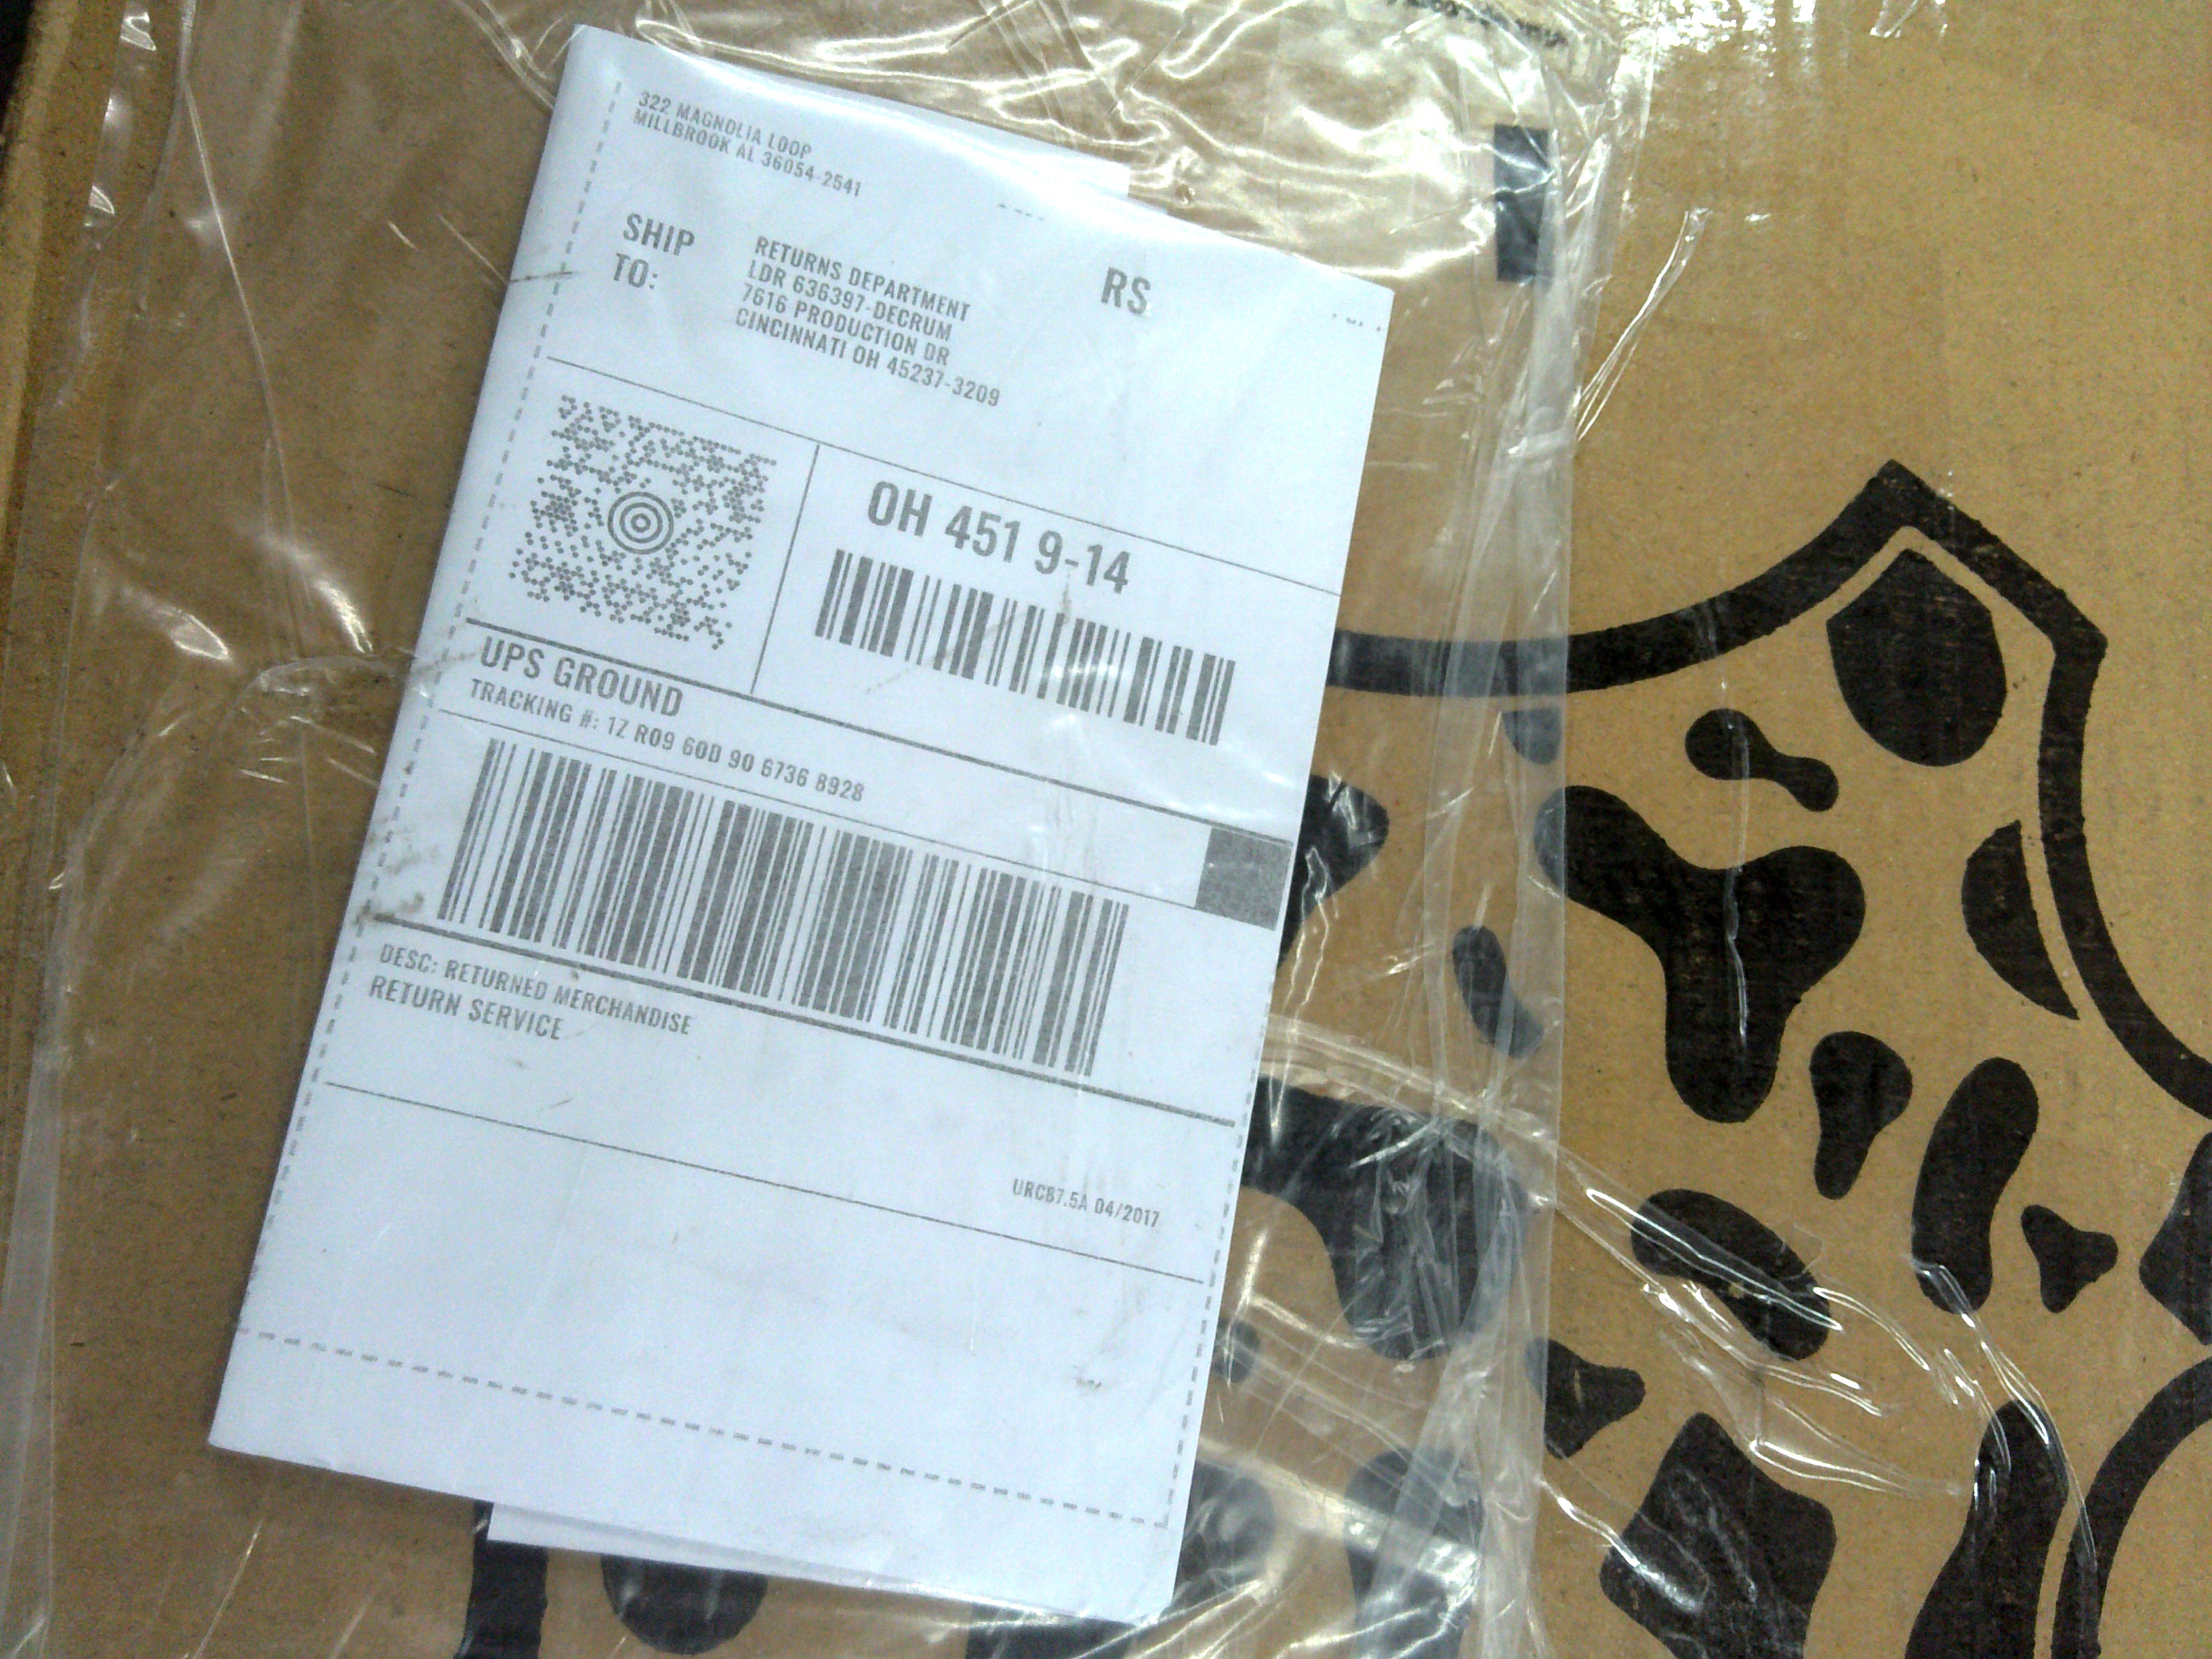 322 MAGNOLIA LOOP
MILLBROOK AL 36054-2541
SHIP TO:
RETURNS DEPARTMENT
LDR 636397-DECRUM
7616 PRODUCTION DR
CINCINNATI OH 45237-3209
RS
OH 451 9-14
UPS GROUND
TRACKING #: 1Z R09 60D 90 6736 8928
DESC: RETURNED MERCHANDISE
RETURN SERVICE
URC87.5A 04/2017